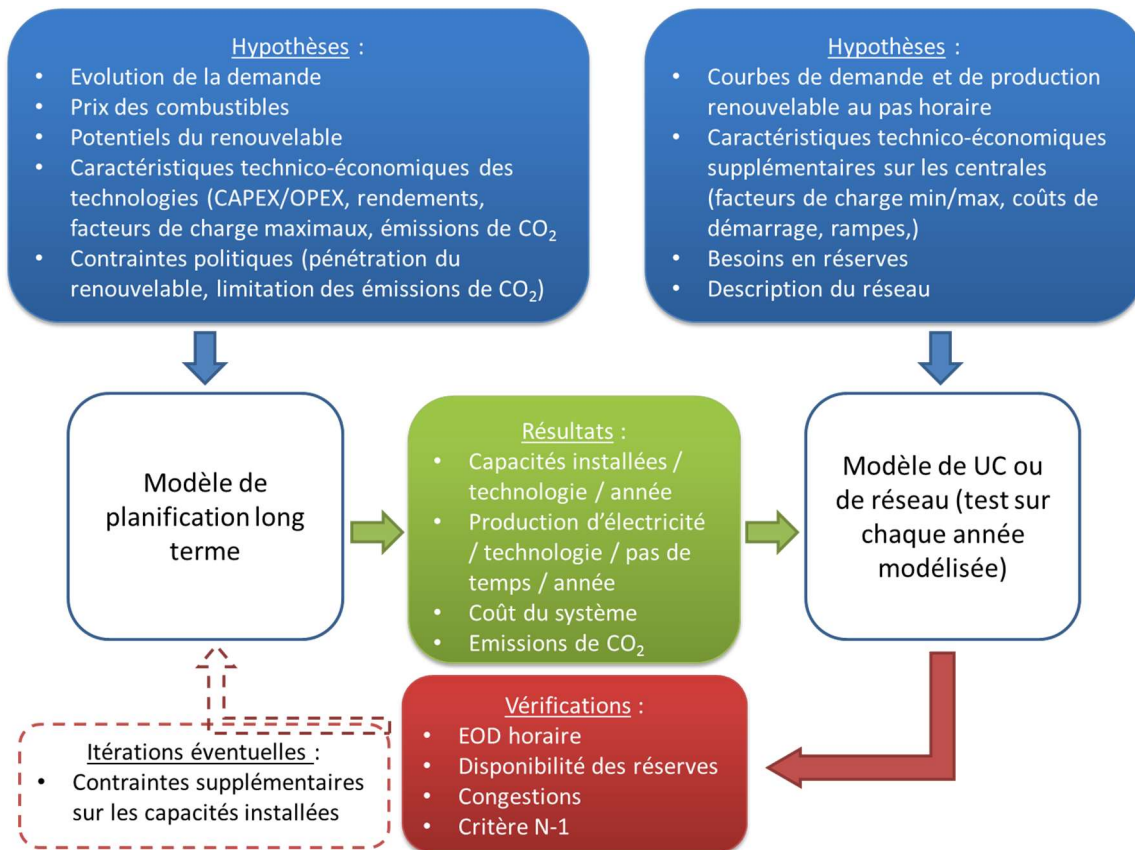 Hypothèses :
• Evolution de la demande
• Prix des combustibles
• Potentiels du renouvelable
• Caractéristiques technico-économiques des
technologies (CAPEX/OPEX, rendements,
facteurs de charge maximaux, émissions de CO₂
• Contraintes politiques (pénétration du
renouvelable, limitation des émissions de CO₂)
Hypothèses :
• Courbes de demande et de production
renouvelable au pas horaire
• Caractéristiques technico-économiques
supplémentaires sur les centrales
(facteurs de charge min/max, coûts de
démarrage, rampes,)
• Besoins en réserves
• Description du réseau
Modèle de
planification long
terme
Résultats :
• Capacités installées /
technologie / année
• Production d’électricité
/ technologie / pas de
temps / année
• Coût du système
• Emissions de CO₂
Modèle de UC ou
de réseau (test sur
chaque année
modélisée)
Vérifications :
• EOD horaire
• Disponibilité des réserves
• Congestions
• Critère N-1
Itérations éventuelles :
• Contraintes supplémentaires
sur les capacités installées